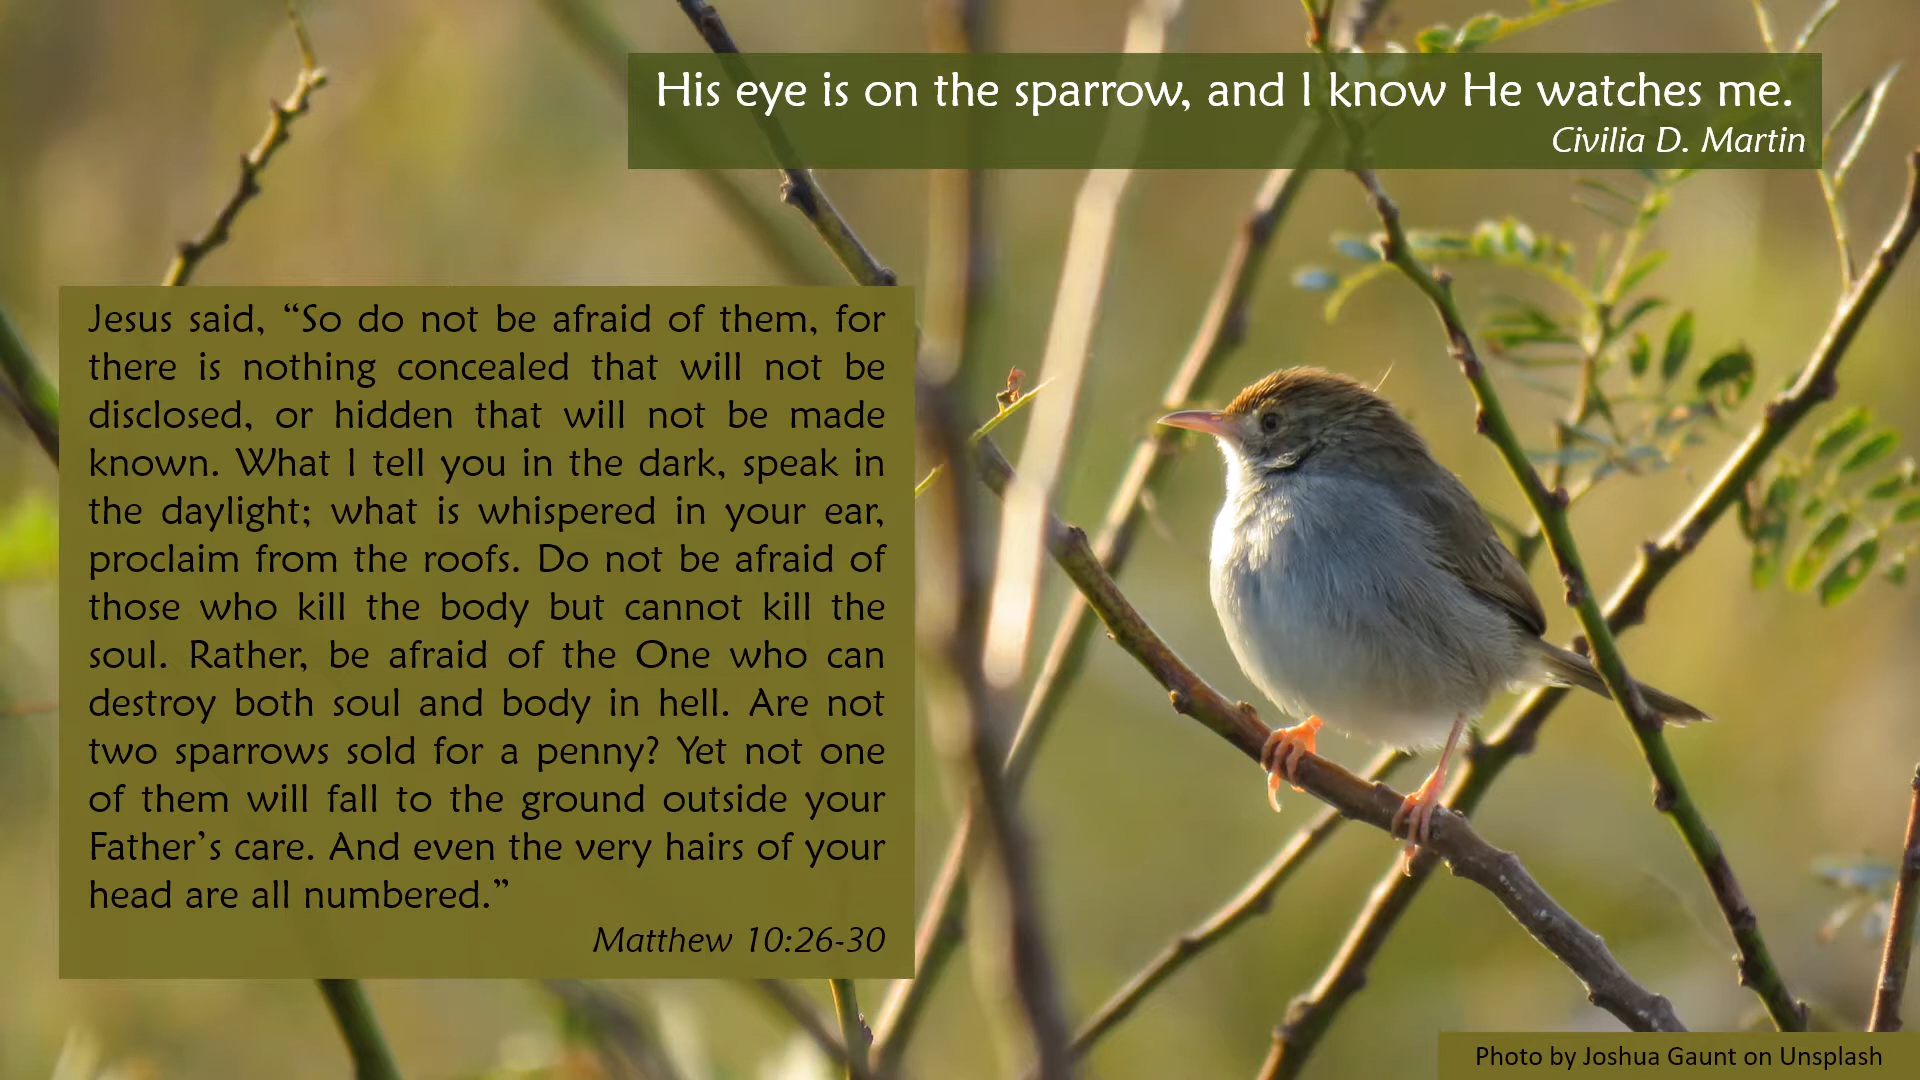 His eye is on the sparrow, and I know He watches me.
Civilia D. Martin
Jesus said, “So do not be afraid of them, for
there is nothing concealed that will not be
disclosed, or hidden that will not be made
known. What I tell you in the dark, speak in
the daylight; what is whispered in your ear,
proclaim from the roofs. Do not be afraid of
those who kill the body but cannot kill the
soul. Rather, be afraid of the One who can
destroy both soul and body in hell. Are not
two sparrows sold for a penny? Yet not one
of them will fall to the ground outside your
Father’s care. And even the very hairs of your
head are all numbered.”
Matthew 10:26-30
Photo by Joshua Gaunt on Unsplash